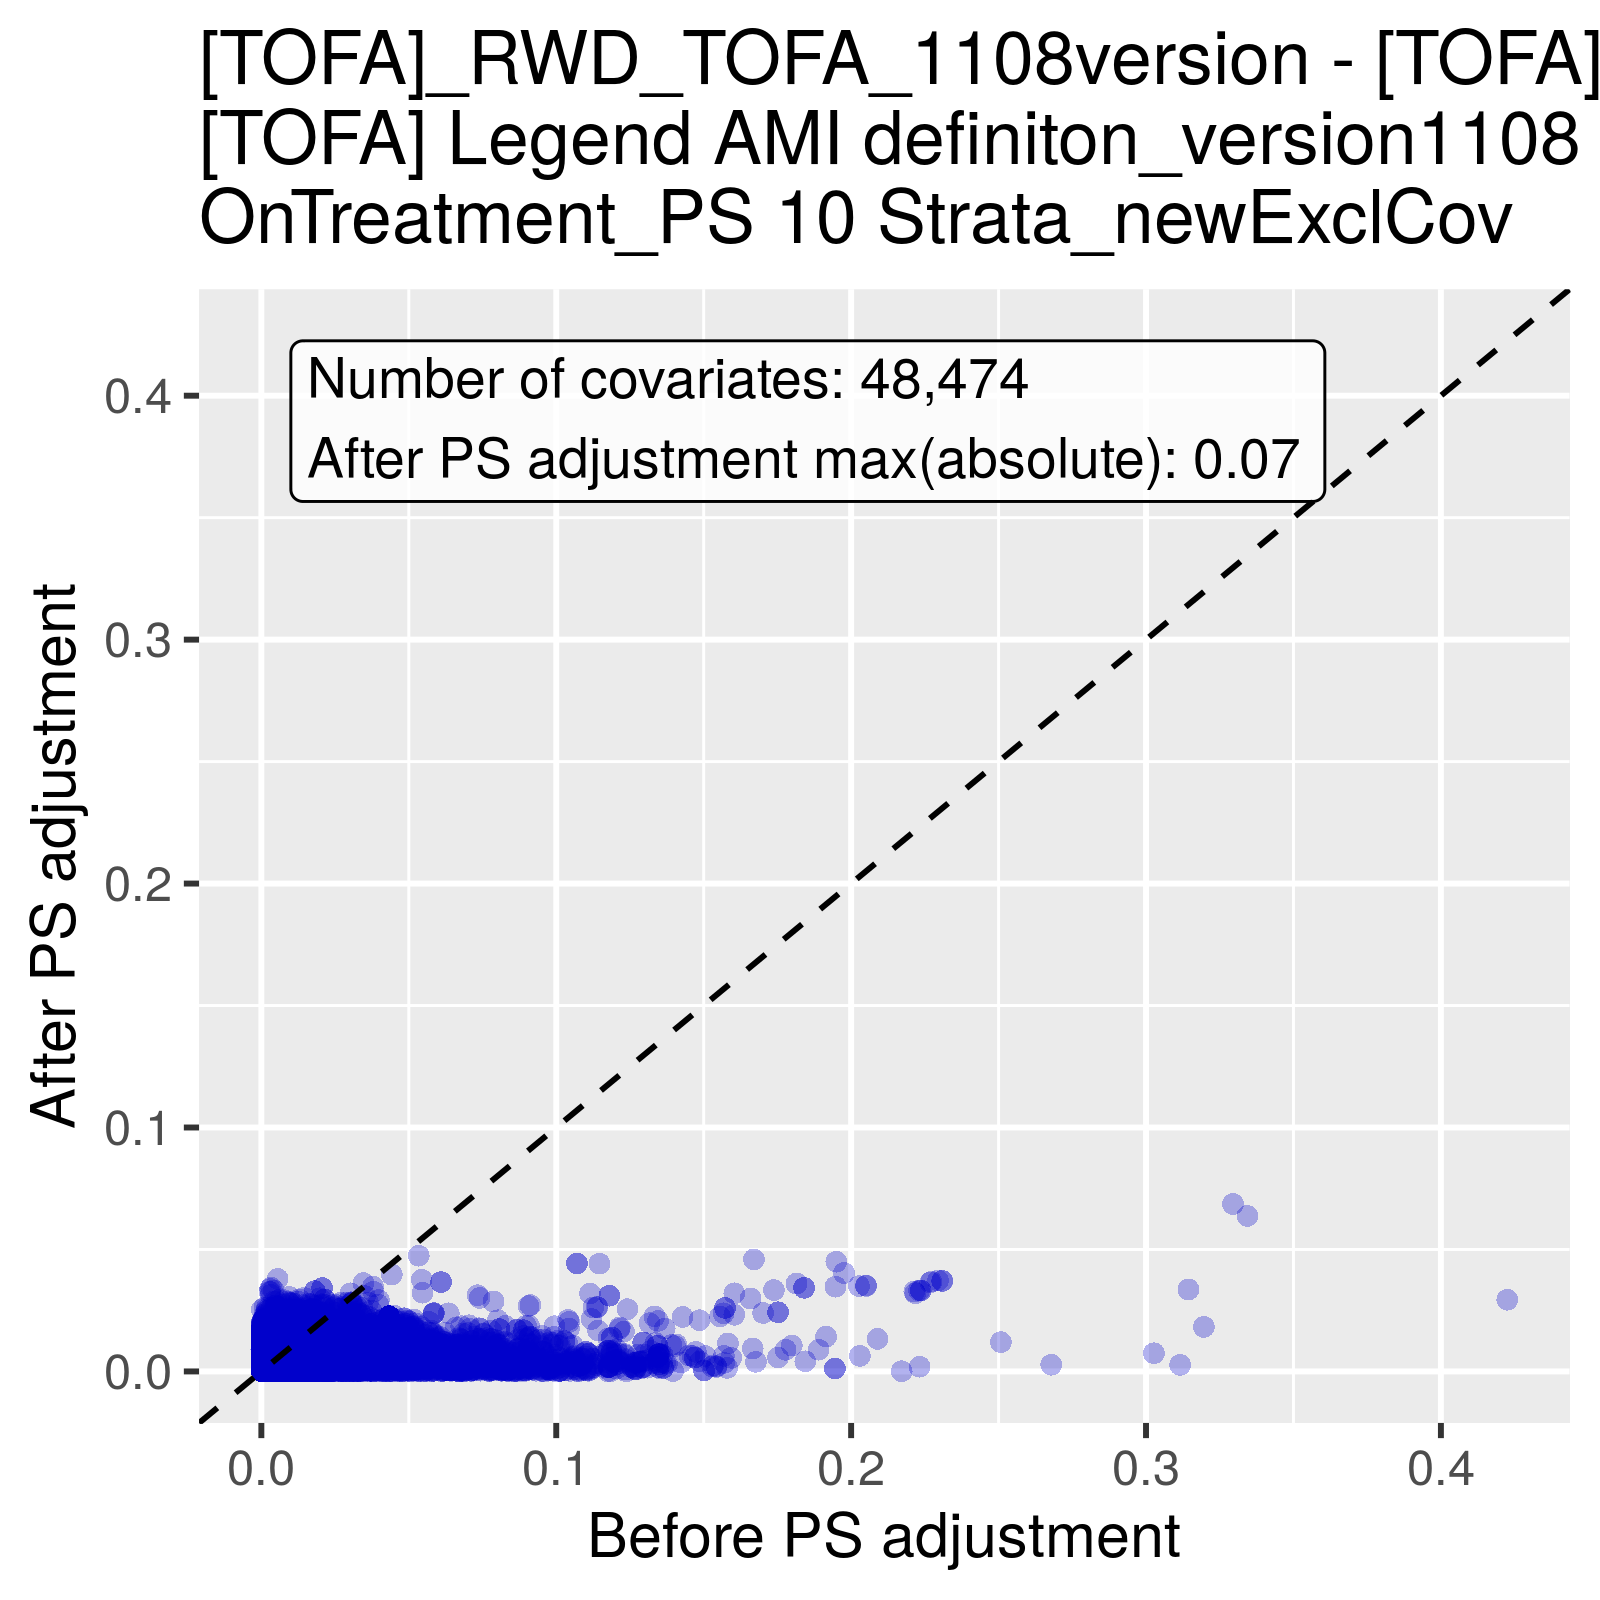 [TOFA]_RWD_TOFA_1108version - [TOFA]
[TOFA] Legend AMI definiton_version1108
OnTreatment_PS 10 Strata_newExclCov
Number of covariates: 48,474
After PS adjustment max(absolute): 0.07
After PS adjustment
0.4
0.3
0.2
0.1
0.0
0.0 0.1 0.2 0.3 0.4
Before PS adjustment